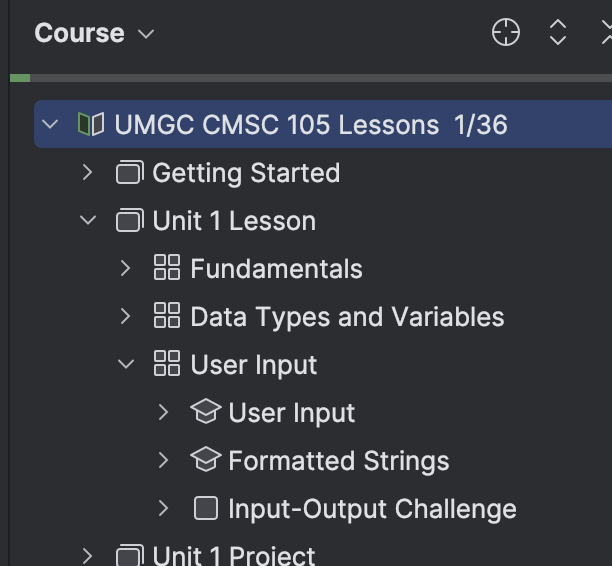 Course
UMGC CMSC 105 Lessons 1/36
Getting Started
Unit 1 Lesson
Fundamentals
Data Types and Variables
User Input
User Input
Formatted Strings
Input-Output Challenge
Unit 1 Project